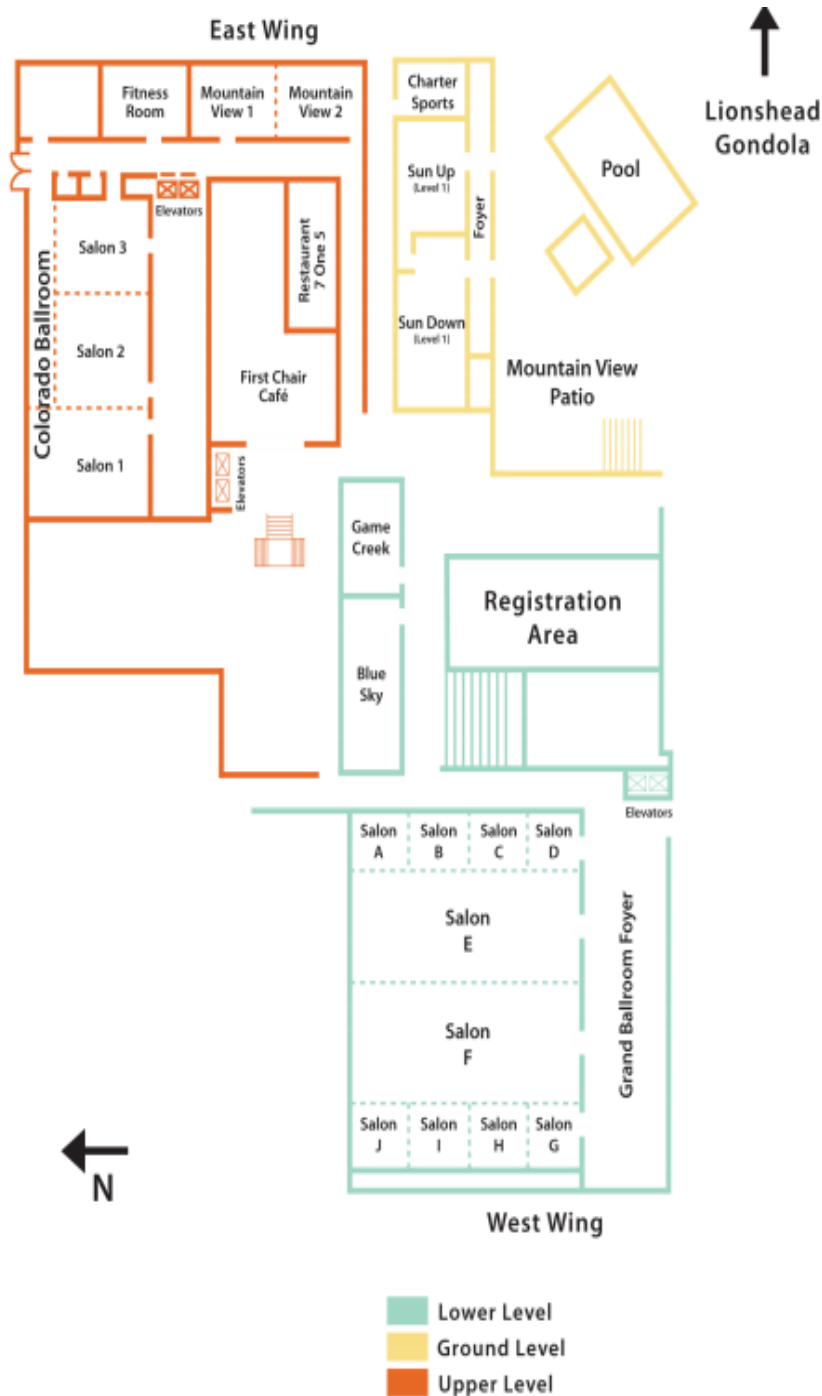 East Wing
Lionshead
Gondola
Fitness
Room
Mountain
View 1
Mountain
View 2
Charter
Sports
Pool
Sun Up
(Level 1)
Foyer
Elevators
Colorado Ballroom
Salon 3
Salon 2
Salon 1
Restaurant
7 One 5
First Chair
Café
Elevators
Sun Down
(Level 1)
Mountain View
Patio
Game
Creek
Blue
Sky
Registration
Area
Elevators
Salon
A
Salon
B
Salon
C
Salon
D
Salon
E
Salon
F
Grand Ballroom Foyer
Salon
J
Salon
I
Salon
H
Salon
G
N
West Wing
Lower Level
Ground Level
Upper Level